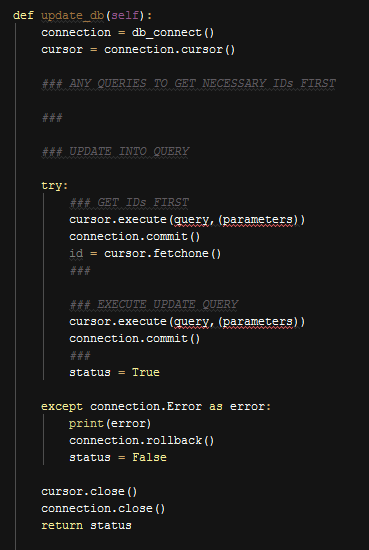 def update_db(self):
    connection = db_connect()
    cursor = connection.cursor()
    ### ANY QUERIES TO GET NECESSARY IDs FIRST
    ###
    ### UPDATE INTO QUERY
    try:
        ### GET IDs FIRST
        cursor.execute(query,(parameters))
        connection.commit()
        id = cursor.fetchone()
        ###
        ### EXECUTE UPDATE QUERY
        cursor.execute(query,(parameters))
        connection.commit()
        ###
        status = True
    except connection.Error as error:
        print(error)
        connection.rollback()
        status = False
    cursor.close()
    connection.close()
    return status